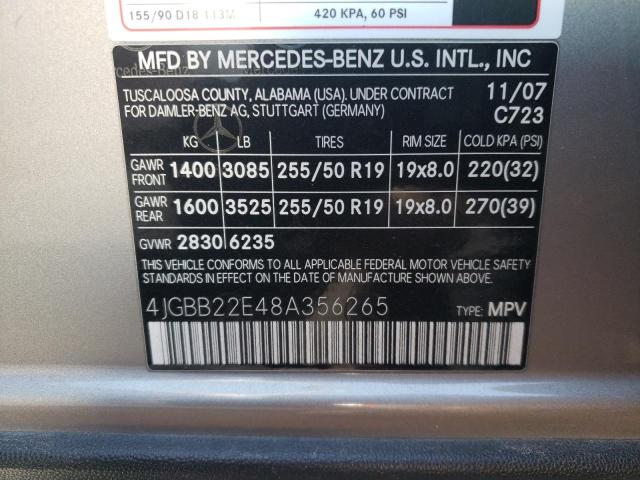 155/90 D18 113M 420 KPA, 60 PSI
MFD BY MERCEDES-BENZ U.S. INTL., INC
TUSCALOOSA COUNTY, ALABAMA (USA). UNDER CONTRACT 11/07
FOR DAIMLER-BENZ AG, STUTTGART (GERMANY) C723
KG LB TIRES RIM SIZE COLD KPA (PSI)
GAWR FRONT 1400 3085 255/50 R19 19x8.0 220(32)
GAWR REAR 1600 3525 255/50 R19 19x8.0 270(39)
GVWR 2830 6235
THIS VEHICLE CONFORMS TO ALL APPLICABLE FEDERAL MOTOR VEHICLE SAFETY
STANDARDS IN EFFECT ON THE DATE OF MANUFACTURE SHOWN ABOVE.
4JGBB22E48A356265 TYPE: MPV